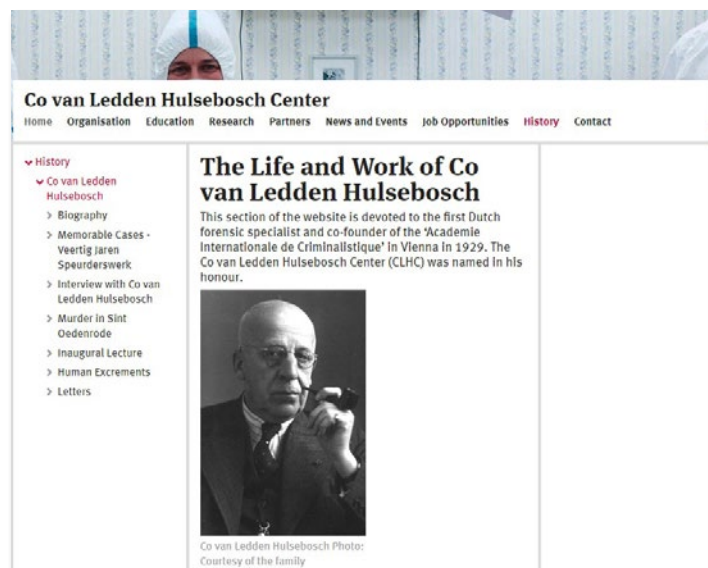 Co van Ledden Hulsebosch Center
Home Organisation Education Research Partners News and Events Job Opportunities History Contact
History
Co van Ledden
Hulsebosch
Biography
Memorable Cases -
Veertig Jaren
Speurderswerk
Interview with Co van
Ledden Hulsebosch
Murder in Sint
Oedenrode
Inaugural Lecture
Human Excrements
Letters
The Life and Work of Co
van Ledden Hulsebosch
This section of the website is devoted to the first Dutch
forensic specialist and co-founder of the ‘Academie
Internationale de Criminalistique’ in Vienna in 1929. The
Co van Ledden Hulsebosch Center (CLHC) was named in his
honour.
Co van Ledden Hulsebosch Photo:
Courtesy of the family